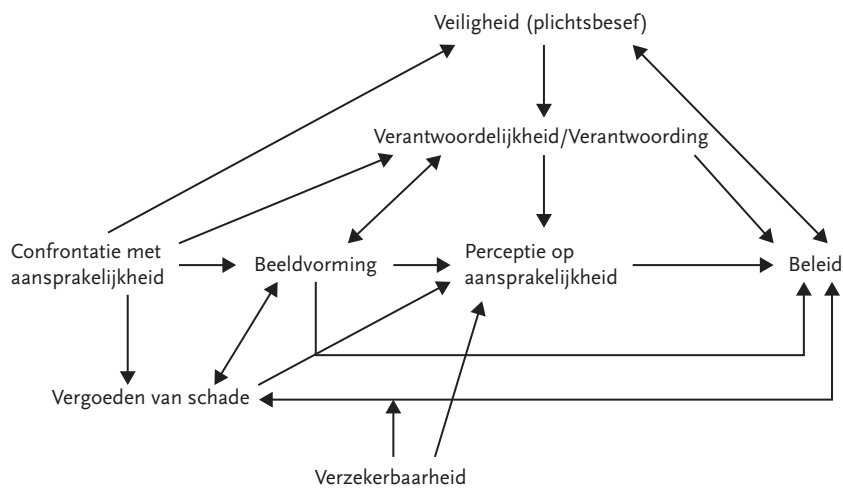 Veiligheid (plichtsbesef)
Verantwoordelijkheid/Verantwoording
Confrontatie met
aansprakelijkheid
Beeldvorming
Perceptie op
aansprakelijkheid
Beleid
Vergoeden van schade
Verzekerbaarheid